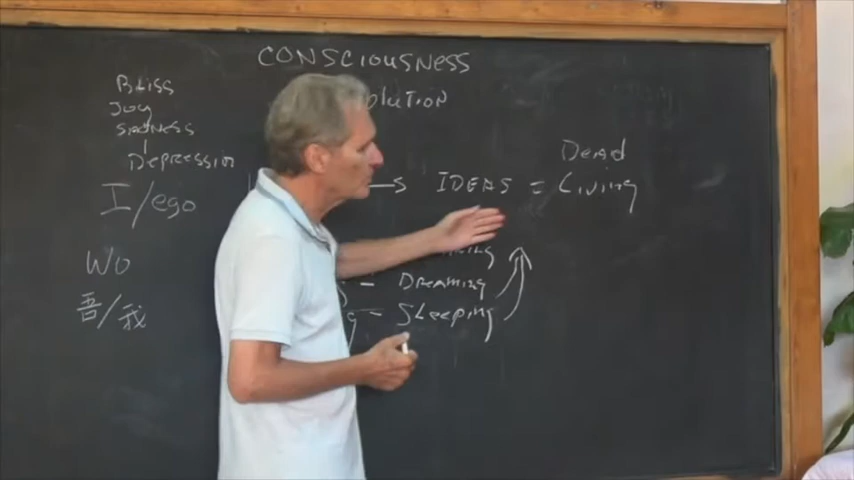 CONSCIOUSNESS
Bliss
Joy
Sadness
Depression
I/ego
Wo
吾/我
Dead
IDEAS = Living
- Dreaming
- Sleeping